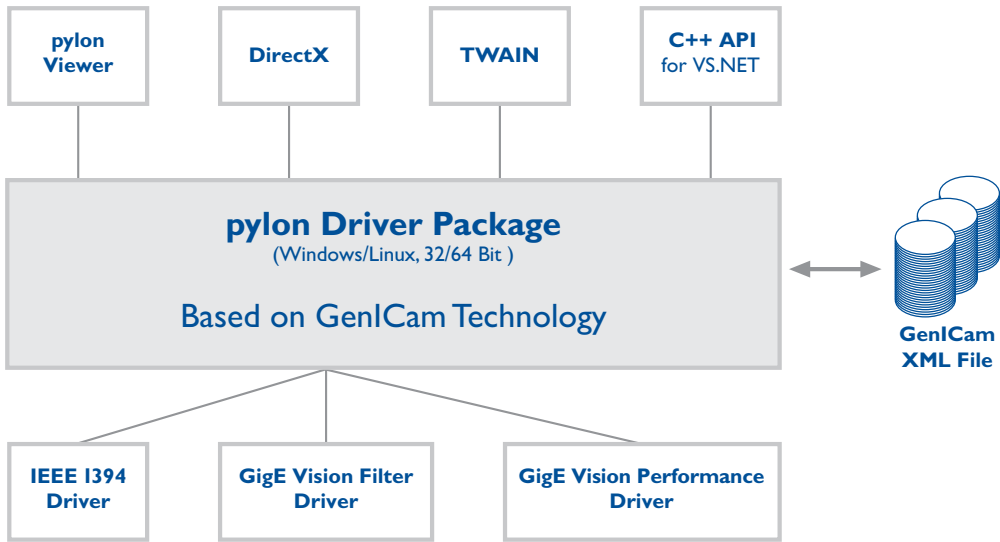 pylon
Viewer
DirectX
TWAIN
C++ API
for VS.NET
pylon Driver Package
(Windows/Linux, 32/64 Bit )
Based on GenICam Technology
GenICam
XML File
IEEE 1394
Driver
GigE Vision Filter
Driver
GigE Vision Performance
Driver